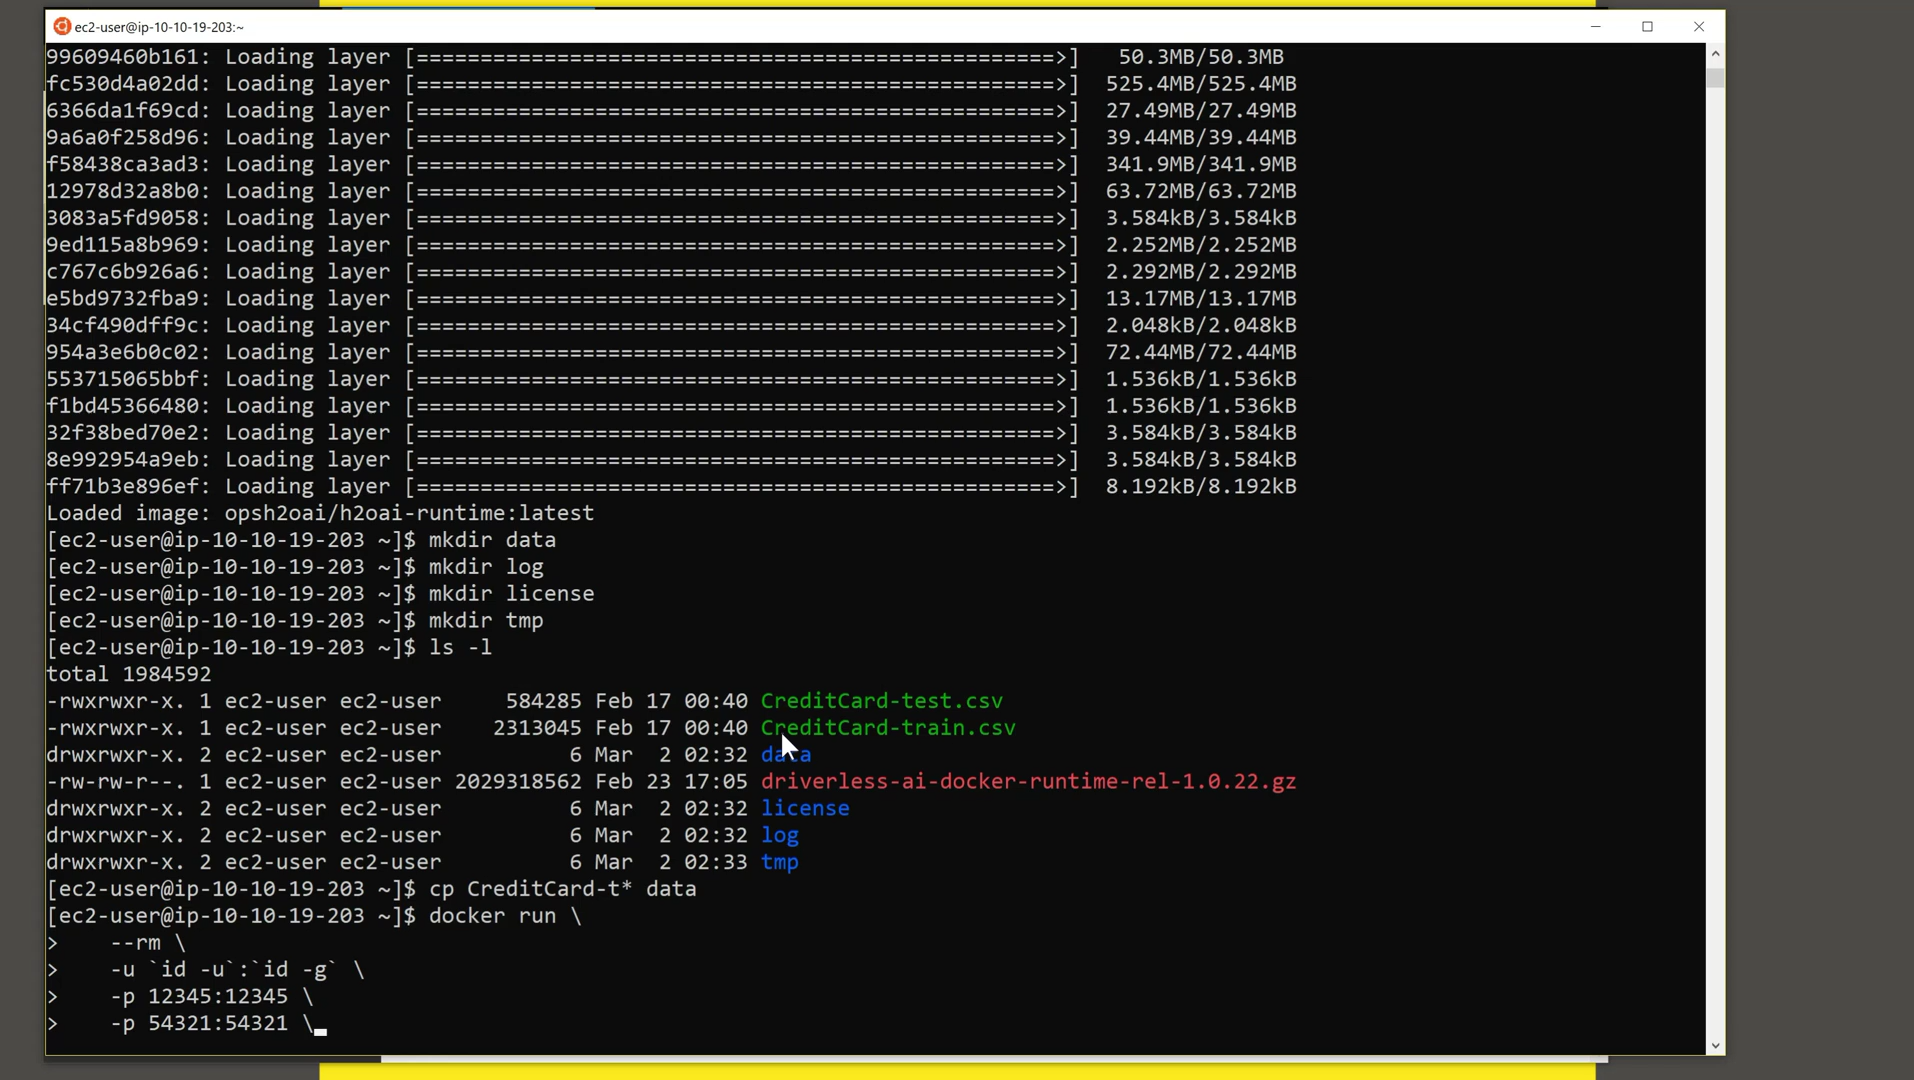 ec2-user@ip-10-10-19-203:~
99609460b161: Loading layer [==================================================>]  50.3MB/50.3MB
fc530d4a02dd: Loading layer [==================================================>]  525.4MB/525.4MB
6366da1f69cd: Loading layer [==================================================>]  27.49MB/27.49MB
9a6a0f258d96: Loading layer [==================================================>]  39.44MB/39.44MB
f58438ca3ad3: Loading layer [==================================================>]  341.9MB/341.9MB
12978d32a8b0: Loading layer [==================================================>]  63.72MB/63.72MB
3083a5fd9058: Loading layer [==================================================>]  3.584kB/3.584kB
9ed115a8b969: Loading layer [==================================================>]  2.252MB/2.252MB
c767c6b926a6: Loading layer [==================================================>]  2.292MB/2.292MB
e5bd9732fba9: Loading layer [==================================================>]  13.17MB/13.17MB
34cf490dff9c: Loading layer [==================================================>]  2.048kB/2.048kB
954a3e6b0c02: Loading layer [==================================================>]  72.44MB/72.44MB
553715065bbf: Loading layer [==================================================>]  1.536kB/1.536kB
f1bd45366480: Loading layer [==================================================>]  1.536kB/1.536kB
32f38bed70e2: Loading layer [==================================================>]  3.584kB/3.584kB
8e992954a9eb: Loading layer [==================================================>]  3.584kB/3.584kB
ff71b3e896ef: Loading layer [==================================================>]  8.192kB/8.192kB
Loaded image: opsh2oai/h2oai-runtime:latest
[ec2-user@ip-10-10-19-203 ~]$ mkdir data
[ec2-user@ip-10-10-19-203 ~]$ mkdir log
[ec2-user@ip-10-10-19-203 ~]$ mkdir license
[ec2-user@ip-10-10-19-203 ~]$ mkdir tmp
[ec2-user@ip-10-10-19-203 ~]$ ls -l
total 1984592
-rwxrwxr-x. 1 ec2-user ec2-user     584285 Feb 17 00:40 CreditCard-test.csv
-rwxrwxr-x. 1 ec2-user ec2-user    2313045 Feb 17 00:40 CreditCard-train.csv
drwxrwxr-x. 2 ec2-user ec2-user          6 Mar  2 02:32 data
-rw-rw-r--. 1 ec2-user ec2-user 2029318562 Feb 23 17:05 driverless-ai-docker-runtime-rel-1.0.22.gz
drwxrwxr-x. 2 ec2-user ec2-user          6 Mar  2 02:32 license
drwxrwxr-x. 2 ec2-user ec2-user          6 Mar  2 02:32 log
drwxrwxr-x. 2 ec2-user ec2-user          6 Mar  2 02:33 tmp
[ec2-user@ip-10-10-19-203 ~]$ cp CreditCard-t* data
[ec2-user@ip-10-10-19-203 ~]$ docker run \
>    --rm \
>    -u `id -u`:`id -g` \
>    -p 12345:12345 \
>    -p 54321:54321 \